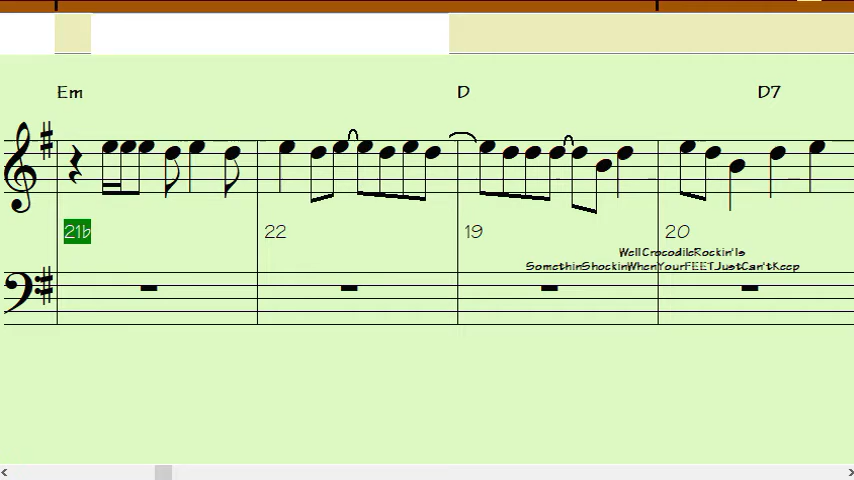 Em D D7
21b 22 19 20
WellCrocodileRockin'Is
SomethinShockinWhenYourFEETJustCan'tKeep